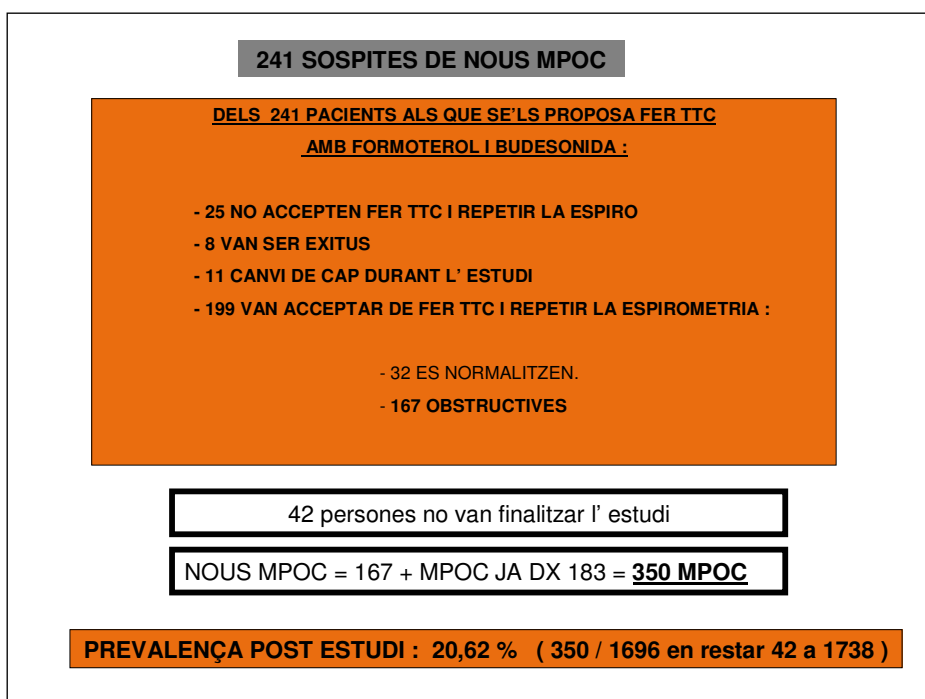 241 SOSPITES DE NOUS MPOC
DELS 241 PACIENTS ALS QUE SE'LS PROPOSA FER TTC
AMB FORMOTEROL I BUDESONIDA :
- 25 NO ACCEPTEN FER TTC I REPETIR LA ESPIRO
- 8 VAN SER EXITUS
- 11 CANVI DE CAP DURANT L' ESTUDI
- 199 VAN ACCEPTAR DE FER TTC I REPETIR LA ESPIROMETRIA :
- 32 ES NORMALITZEN.
- 167 OBSTRUCTIVES
42 persones no van finalitzar l' estudi
NOUS MPOC = 167 + MPOC JA DX 183 = 350 MPOC
PREVALENÇA POST ESTUDI : 20,62 % ( 350 / 1696 en restar 42 a 1738 )